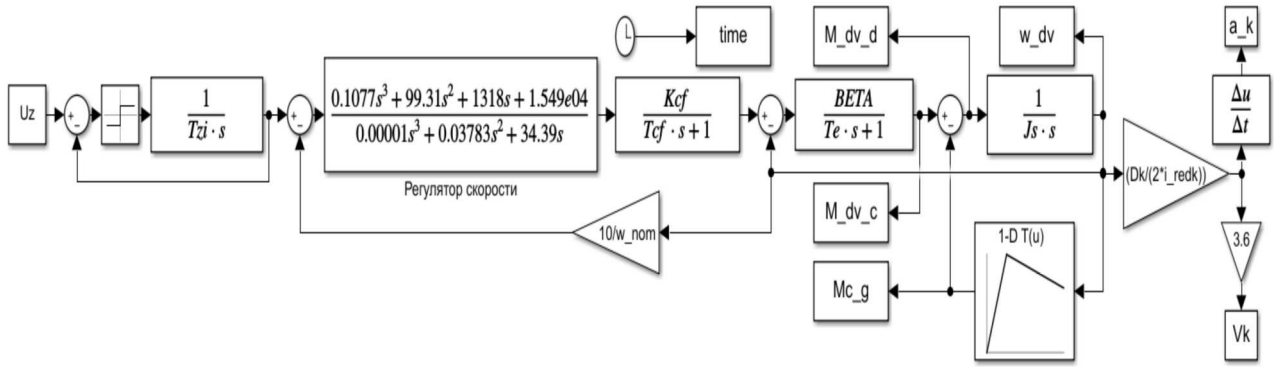 time
M_dv_d
w_dv
a_k
Uz
+
-
1
Tzi · s
+
-
0.1077s³ + 99.31s² + 1318s + 1.549e04
0.00001s³ + 0.03783s² + 34.39s
Kcf
Tcf · s + 1
+
-
BETA
Te · s + 1
+
-
1
Js · s
Δu
Δt
(Dk/(2*i_redk))
Регулятор скорости
M_dv_c
10/w_nom
1-D T(u)
3.6
Mc_g
Vk